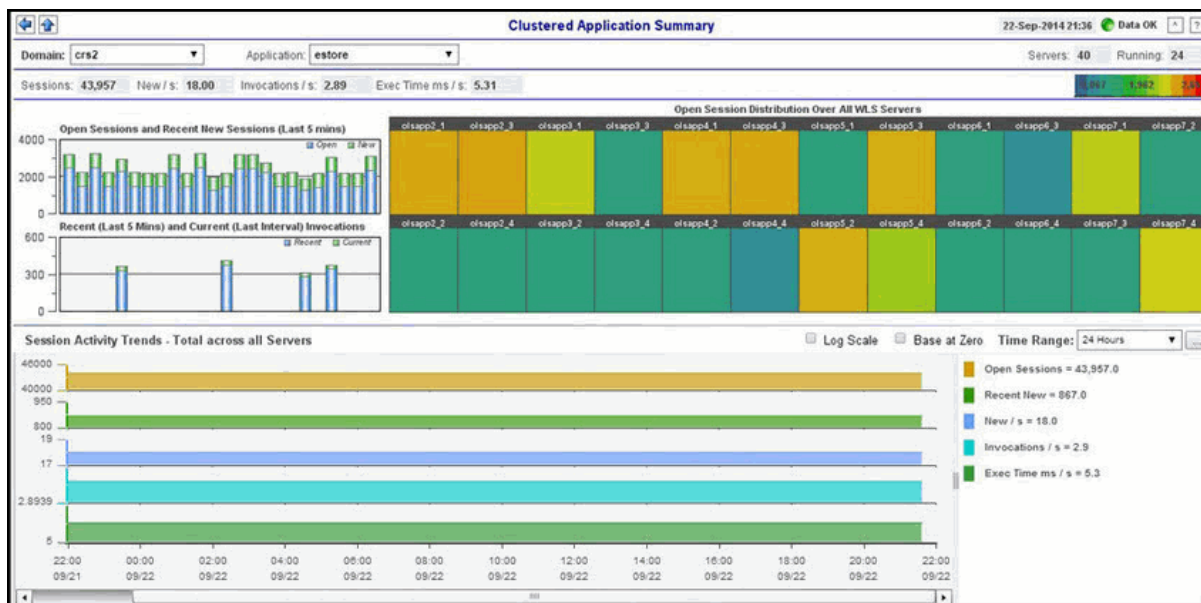 Clustered Application Summary 22-Sep-2014 21:36 Data OK ^ ?
Domain: crs2 Application: estore Servers: 40 Running: 24
Sessions: 43,957 New / s: 18.00 Invocations / s: 2.89 Exec Time ms / s: 5.31 1,962
Open Session Distribution Over All WLS Servers
Open Sessions and Recent New Sessions (Last 5 mins)
Open New
4000
2000
0
olsapp2_1 olsapp2_3 olsapp3_1 olsapp3_3 olsapp4_1 olsapp4_3 olsapp5_1 olsapp5_3 olsapp6_1 olsapp6_3 olsapp7_1 olsapp7_2
Recent (Last 5 Mins) and Current (Last Interval) Invocations
Recent Current
600
300
0
olsapp2_2 olsapp2_4 olsapp3_2 olsapp3_4 olsapp4_2 olsapp4_4 olsapp5_2 olsapp5_4 olsapp6_2 olsapp6_4 olsapp7_3 olsapp7_4
Session Activity Trends - Total across all Servers Log Scale Base at Zero Time Range: 24 Hours ...
46000
40000
950
800
19
17
2.8939
5
Open Sessions = 43,957.0
Recent New = 867.0
New / s = 18.0
Invocations / s = 2.9
Exec Time ms / s = 5.3
22:00 00:00 02:00 04:00 06:00 08:00 10:00 12:00 14:00 16:00 18:00 20:00 22:00
09/21 09/22 09/22 09/22 09/22 09/22 09/22 09/22 09/22 09/22 09/22 09/22 09/22